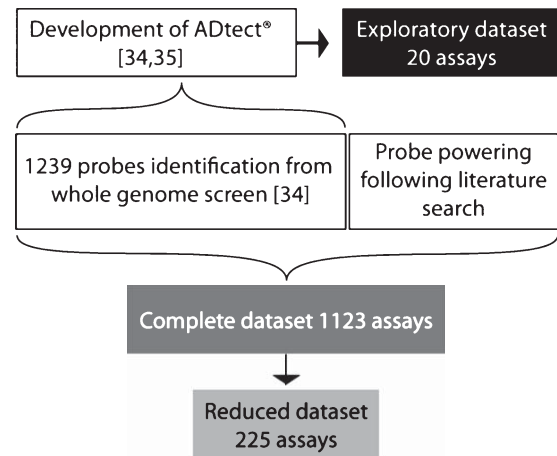 Development of ADtect®
[34,35]
Exploratory dataset
20 assays
1239 probes identification from
whole genome screen [34]
Probe powering
following literature
search
Complete dataset 1123 assays
Reduced dataset
225 assays